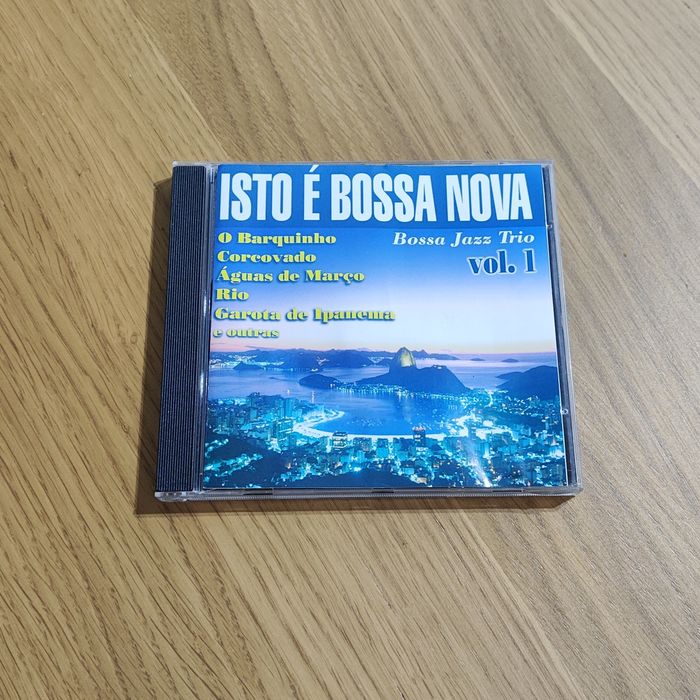 ISTO É BOSSA NOVA
Bossa Jazz Trio
vol. 1
O Barquinho
Corcovado
Águas de Março
Rio
Garota de Ipanema
e outras